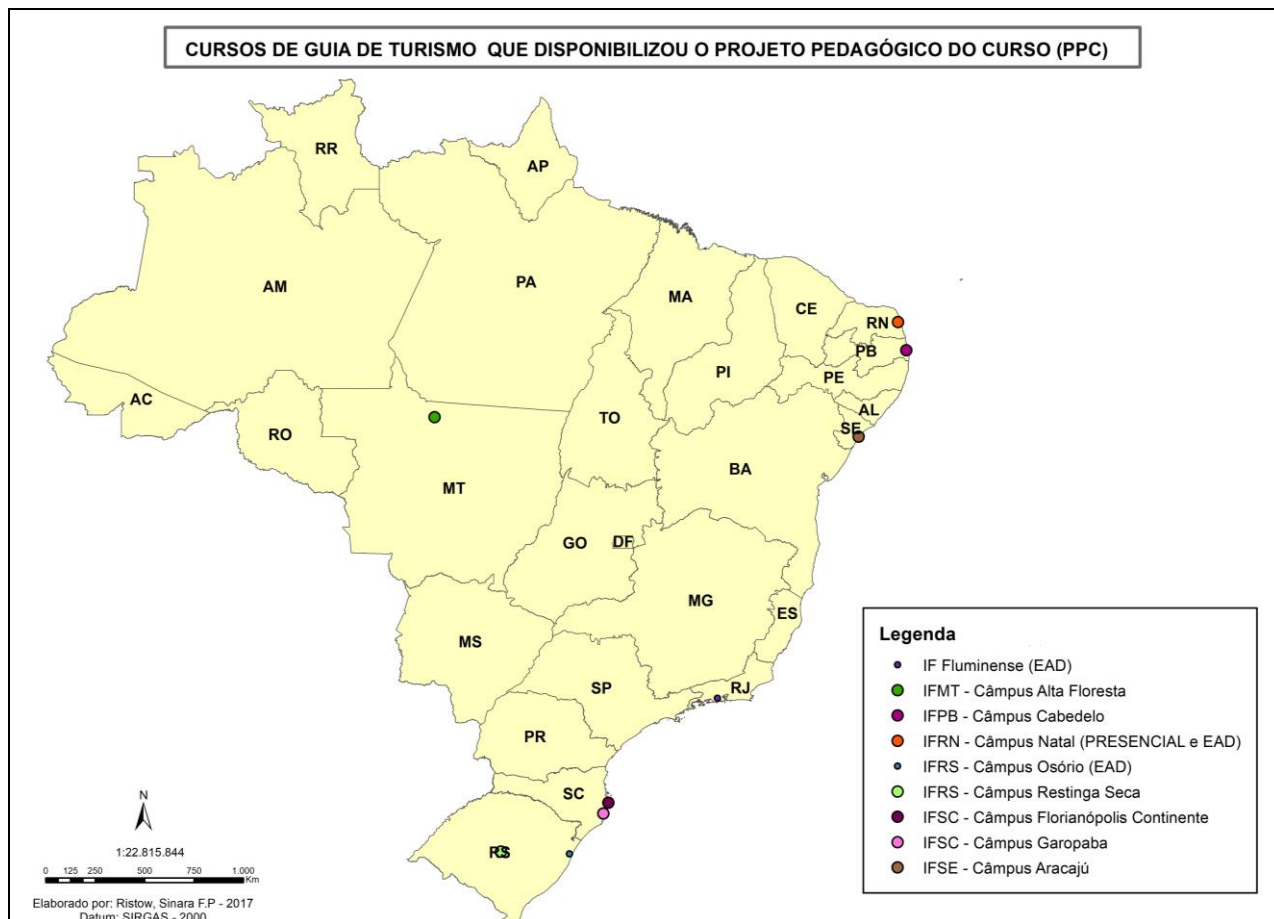 CURSOS DE GUIA DE TURISMO QUE DISPONIBILIZOU O PROJETO PEDAGÓGICO DO CURSO (PPC)
RR
AP
AM
PA
MA
CE
RN
PB
PI
PE
AC
AL
TO
SE
RO
BA
MT
GO
DF
MG
ES
MS
SP
RJ
PR
SC
RS
Legenda
IF Fluminense (EAD)
IFMT - Câmpus Alta Floresta
IFPB - Câmpus Cabedelo
IFRN - Câmpus Natal (PRESENCIAL e EAD)
IFRS - Câmpus Osório (EAD)
IFRS - Câmpus Restinga Seca
IFSC - Câmpus Florianópolis Continente
IFSC - Câmpus Garopaba
IFSE - Câmpus Aracajú
N
1:22.815.844
0 125 250 500 750 1.000
Km
Elaborado por: Ristow, Sinara F.P - 2017
Datum: SIRGAS - 2000